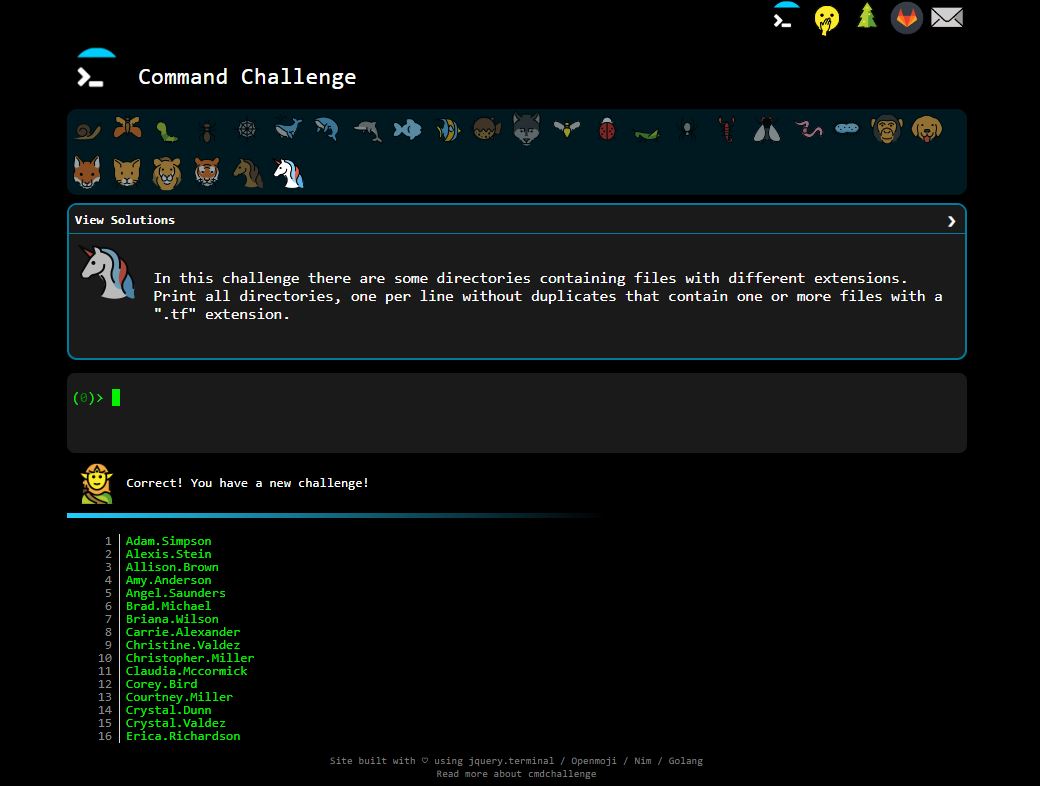 Command Challenge
View Solutions
In this challenge there are some directories containing files with different extensions.
Print all directories, one per line without duplicates that contain one or more files with a
".tf" extension.
(0)>
Correct! You have a new challenge!
1 Adam.Simpson
2 Alexis.Stein
3 Allison.Brown
4 Amy.Anderson
5 Angel.Saunders
6 Brad.Michael
7 Briana.Wilson
8 Carrie.Alexander
9 Christine.Valdez
10 Christopher.Miller
11 Claudia.Mccormick
12 Corey.Bird
13 Courtney.Miller
14 Crystal.Dunn
15 Crystal.Valdez
16 Erica.Richardson
Site built with ♡ using jquery.terminal / Openmoji / Nim / Golang
Read more about cmdchallenge